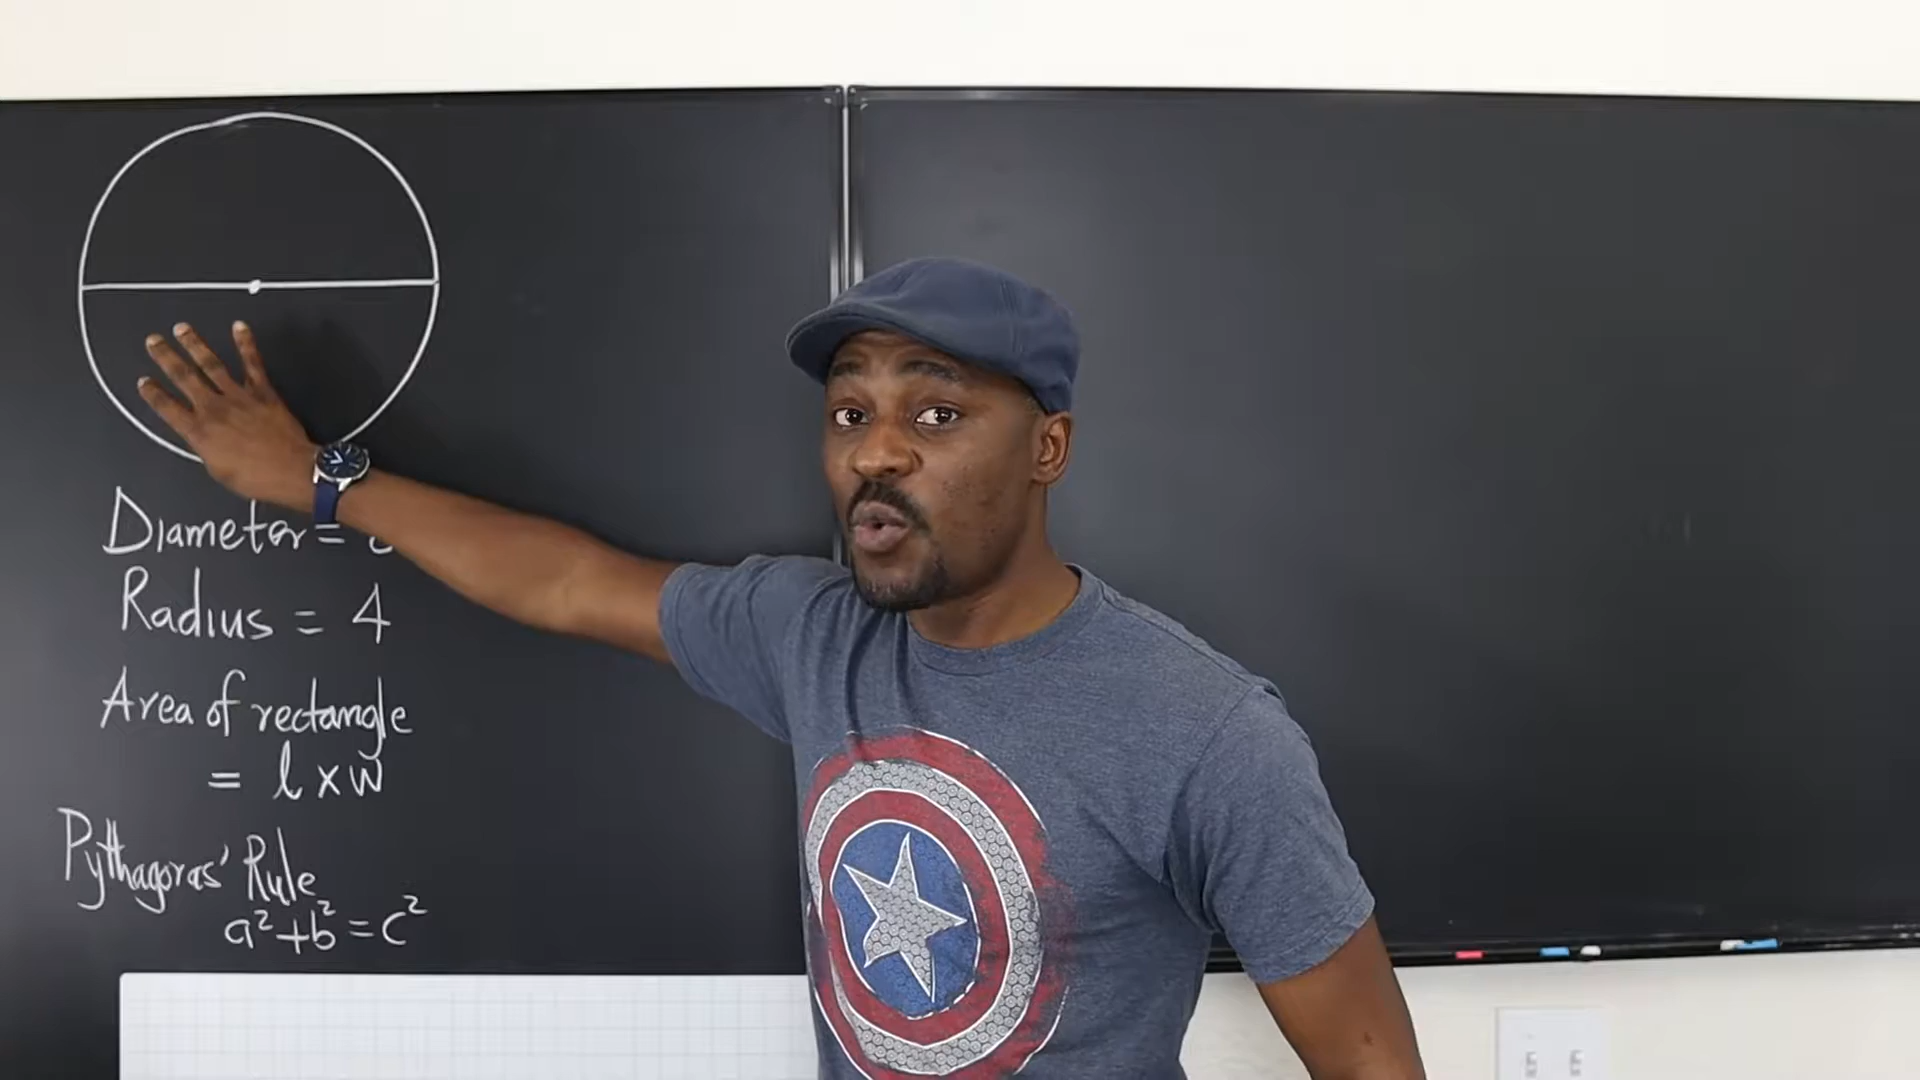 Diameter =
Radius = 4
Area of rectangle
= l x w
Pythagoras' Rule
a² + b² = c²